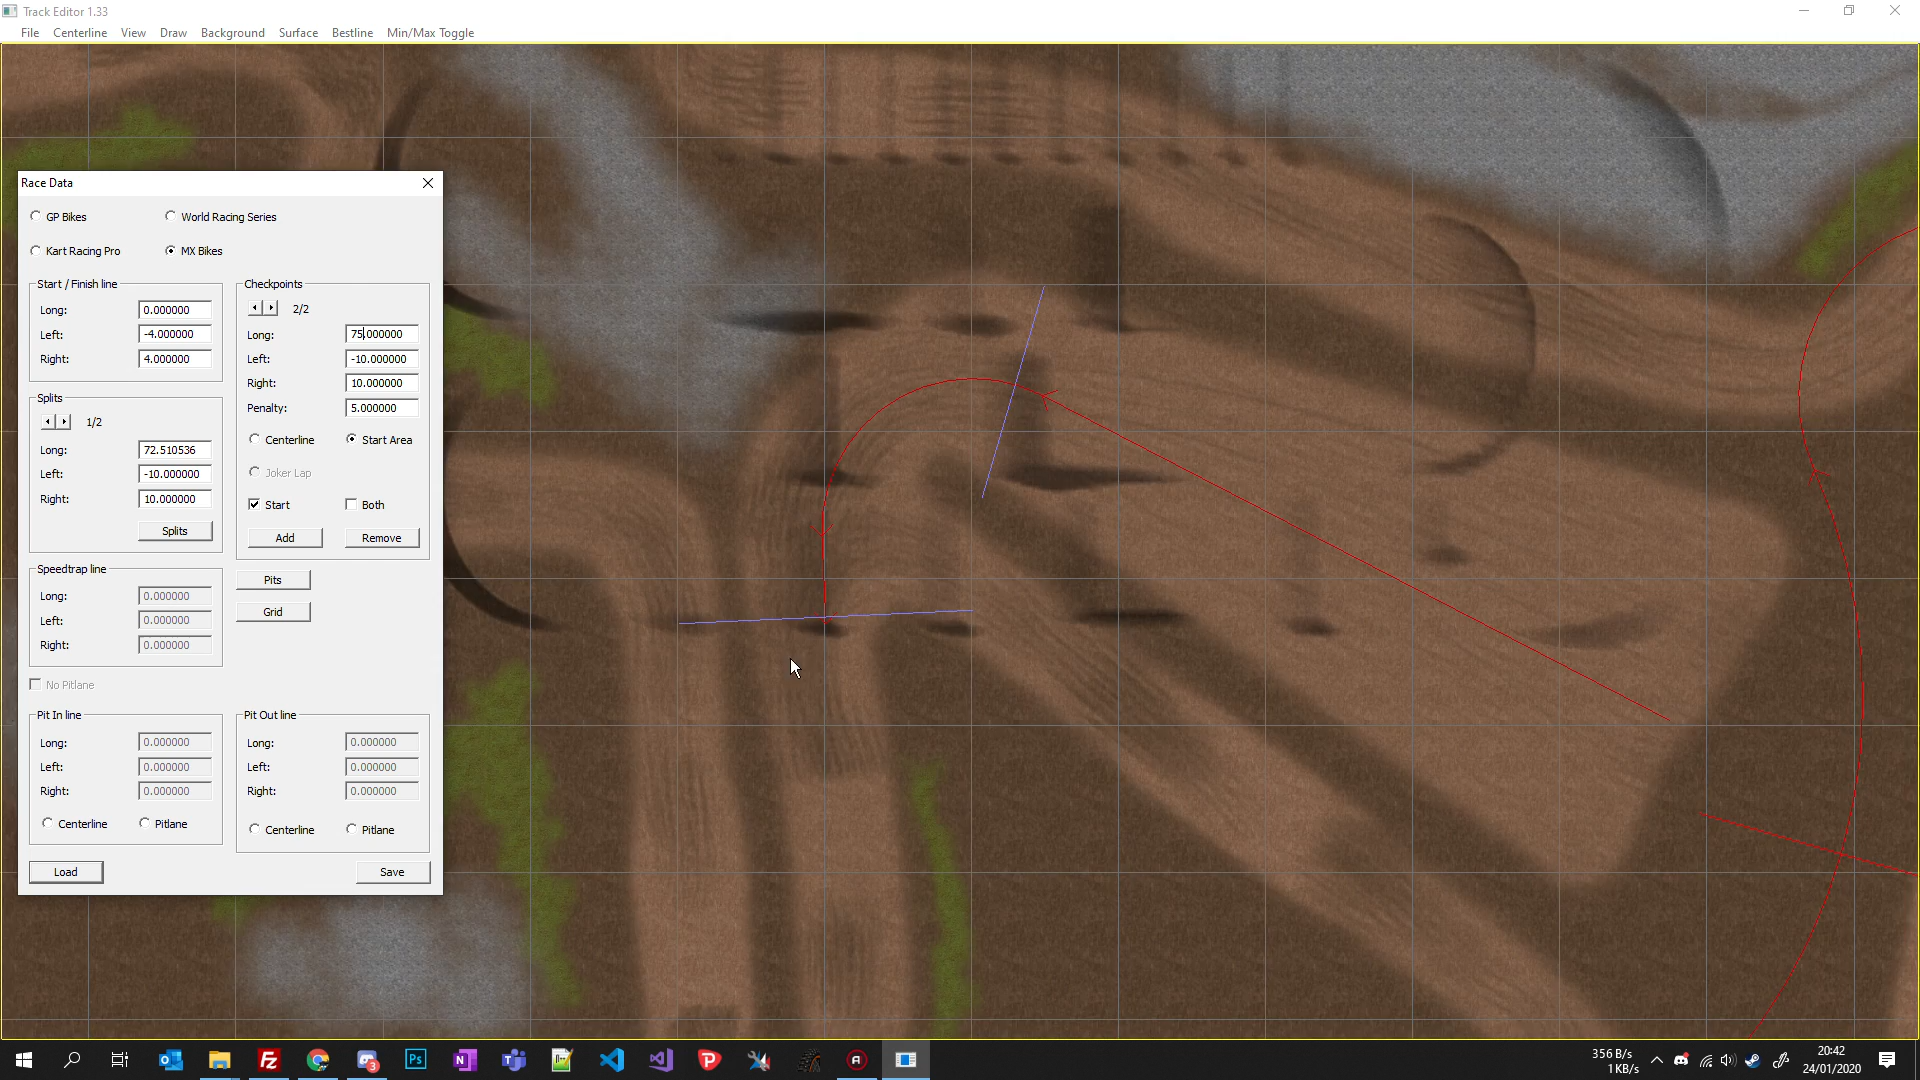 Track Editor 1.33
File Centerline View Draw Background Surface Bestline Min/Max Toggle
Race Data
GP Bikes World Racing Series
Kart Racing Pro MX Bikes
Start / Finish line
Long: 0.000000
Left: -4.000000
Right: 4.000000
Splits
1/2
Long: 72.510536
Left: -10.000000
Right: 10.000000
Splits
Speedtrap line
Long: 0.000000
Left: 0.000000
Right: 0.000000
Checkpoints
2/2
Long: 75.000000
Left: -10.000000
Right: 10.000000
Penalty: 5.000000
Centerline Start Area
Joker Lap
Start Both
Add Remove
Pits
Grid
No Pitlane
Pit In line
Long: 0.000000
Left: 0.000000
Right: 0.000000
Centerline Pitlane
Pit Out line
Long: 0.000000
Left: 0.000000
Right: 0.000000
Centerline Pitlane
Load Save
356 B/s
1KB/s
20:42
24/01/2020